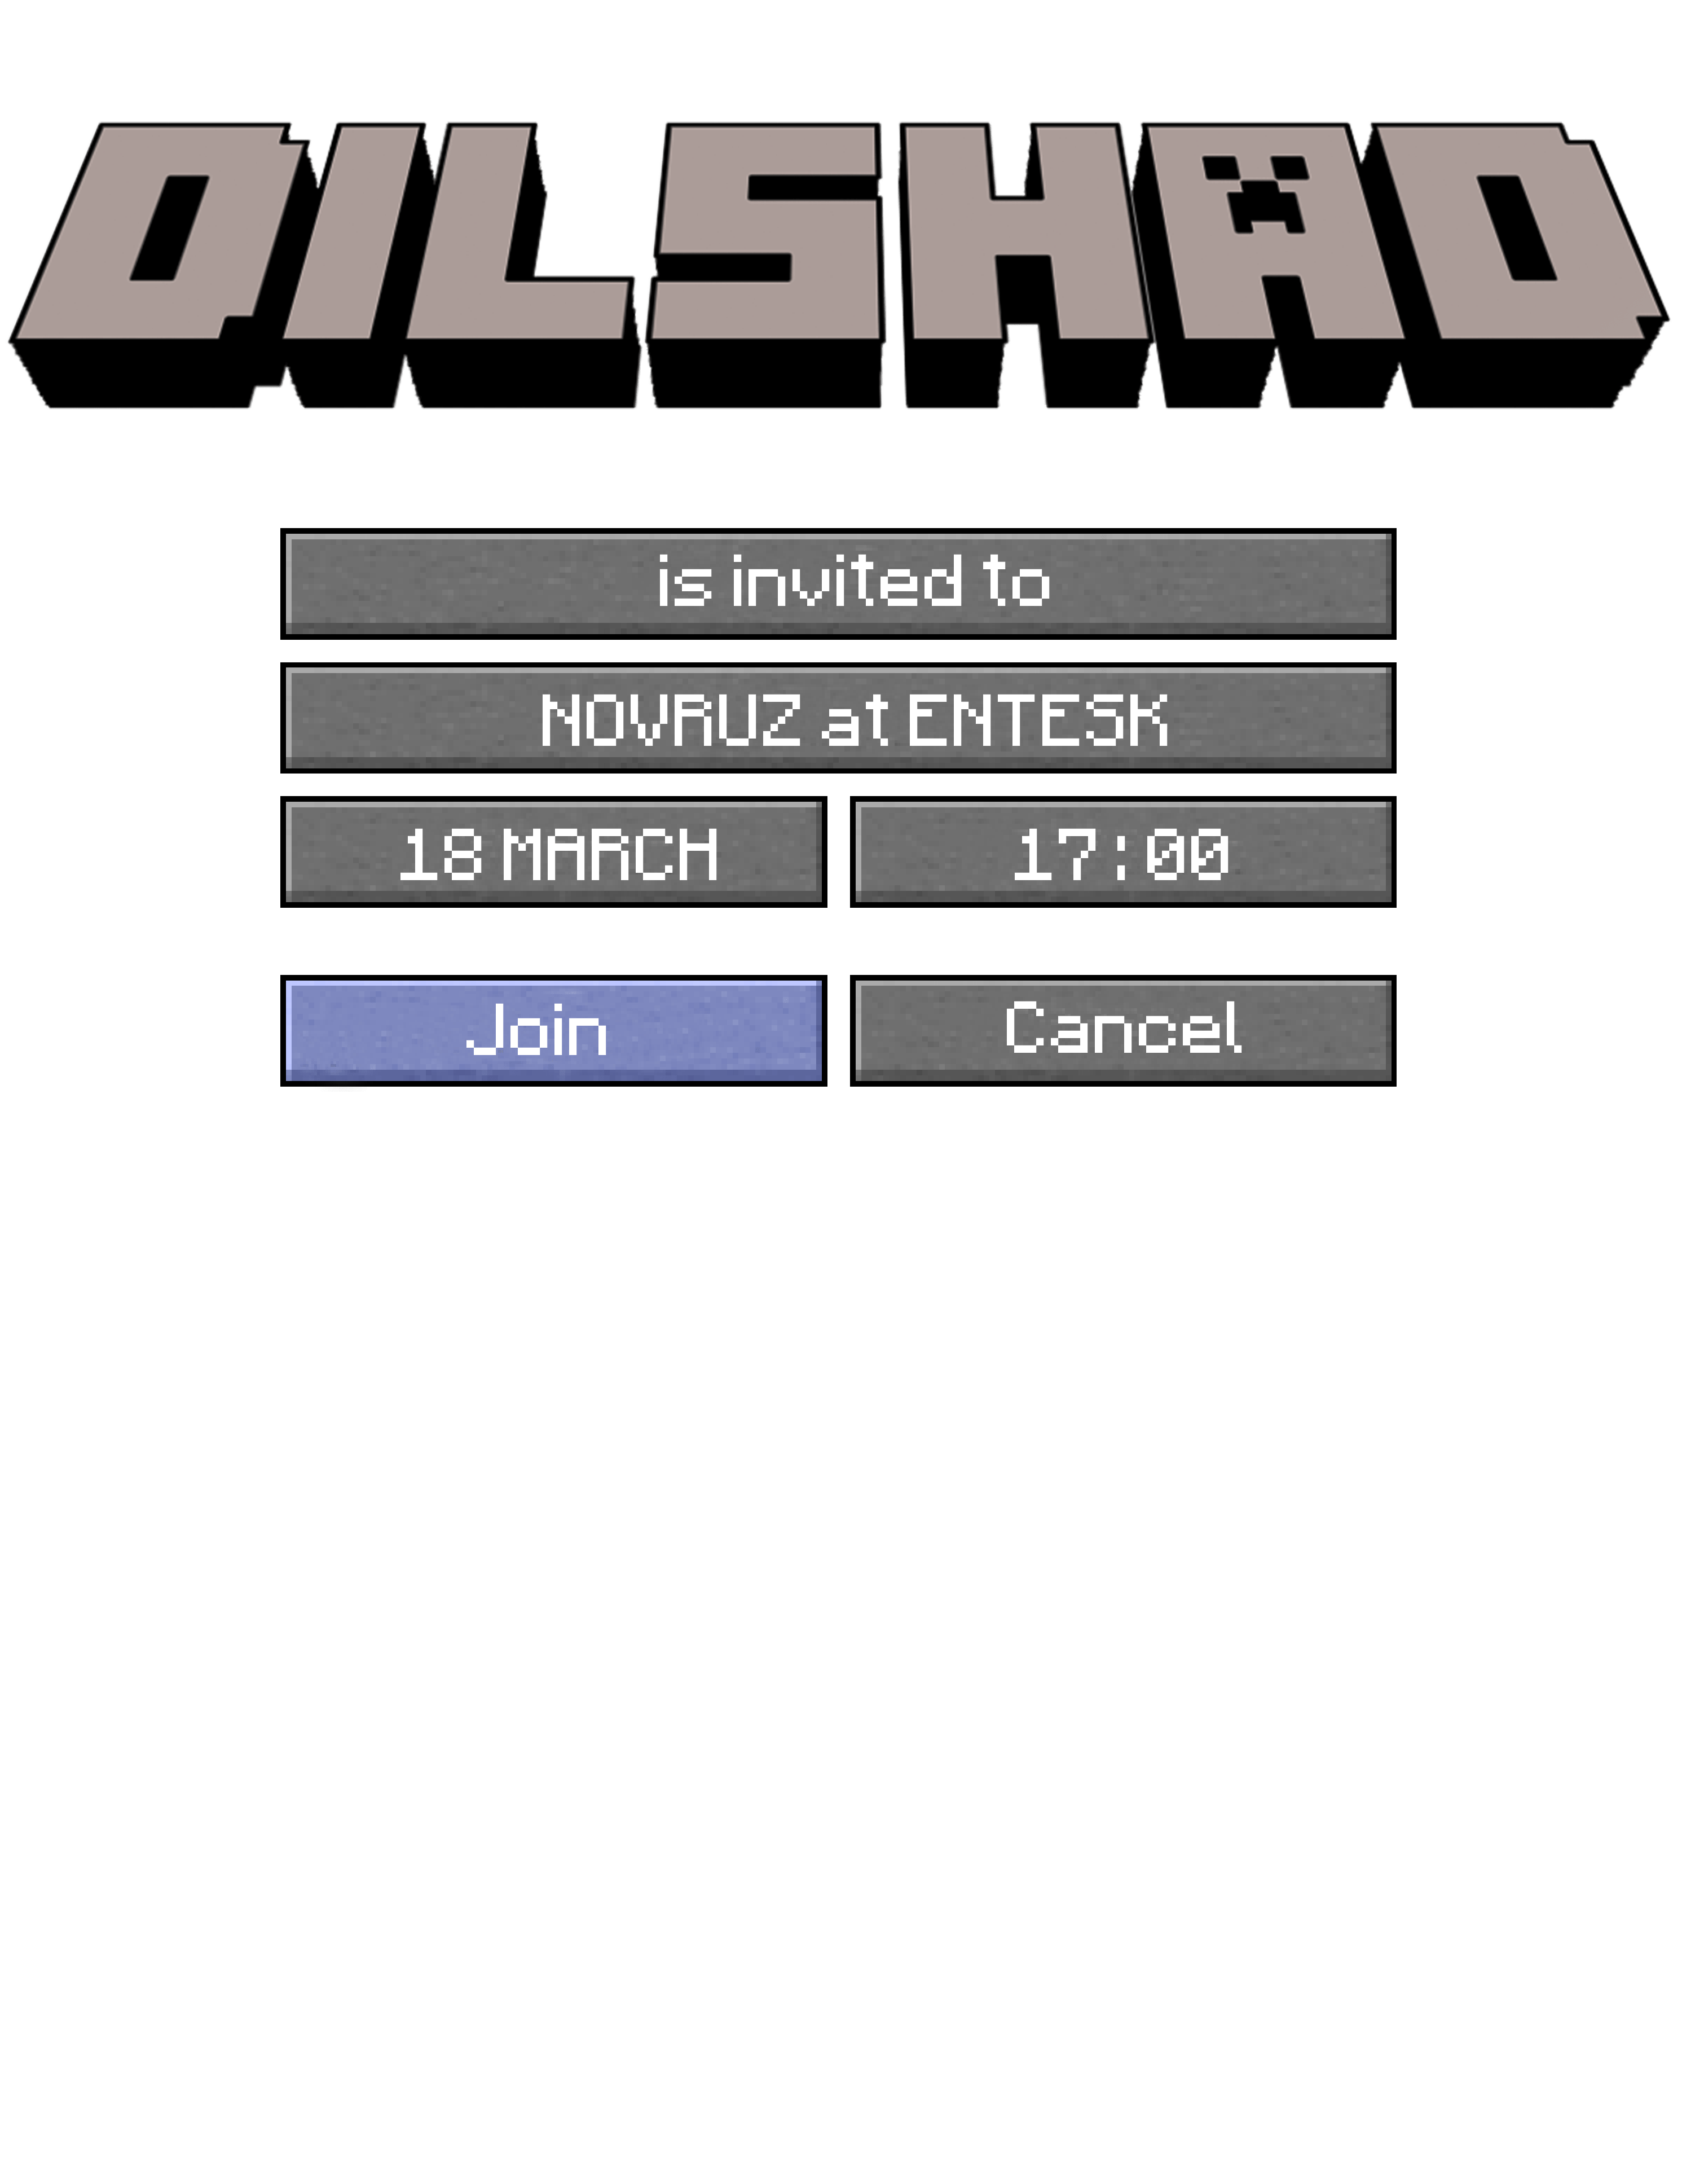 DILSHAD
is invited to
NOVRUZ at ENTESK
18 MARCH
17:00
Join
Cancel